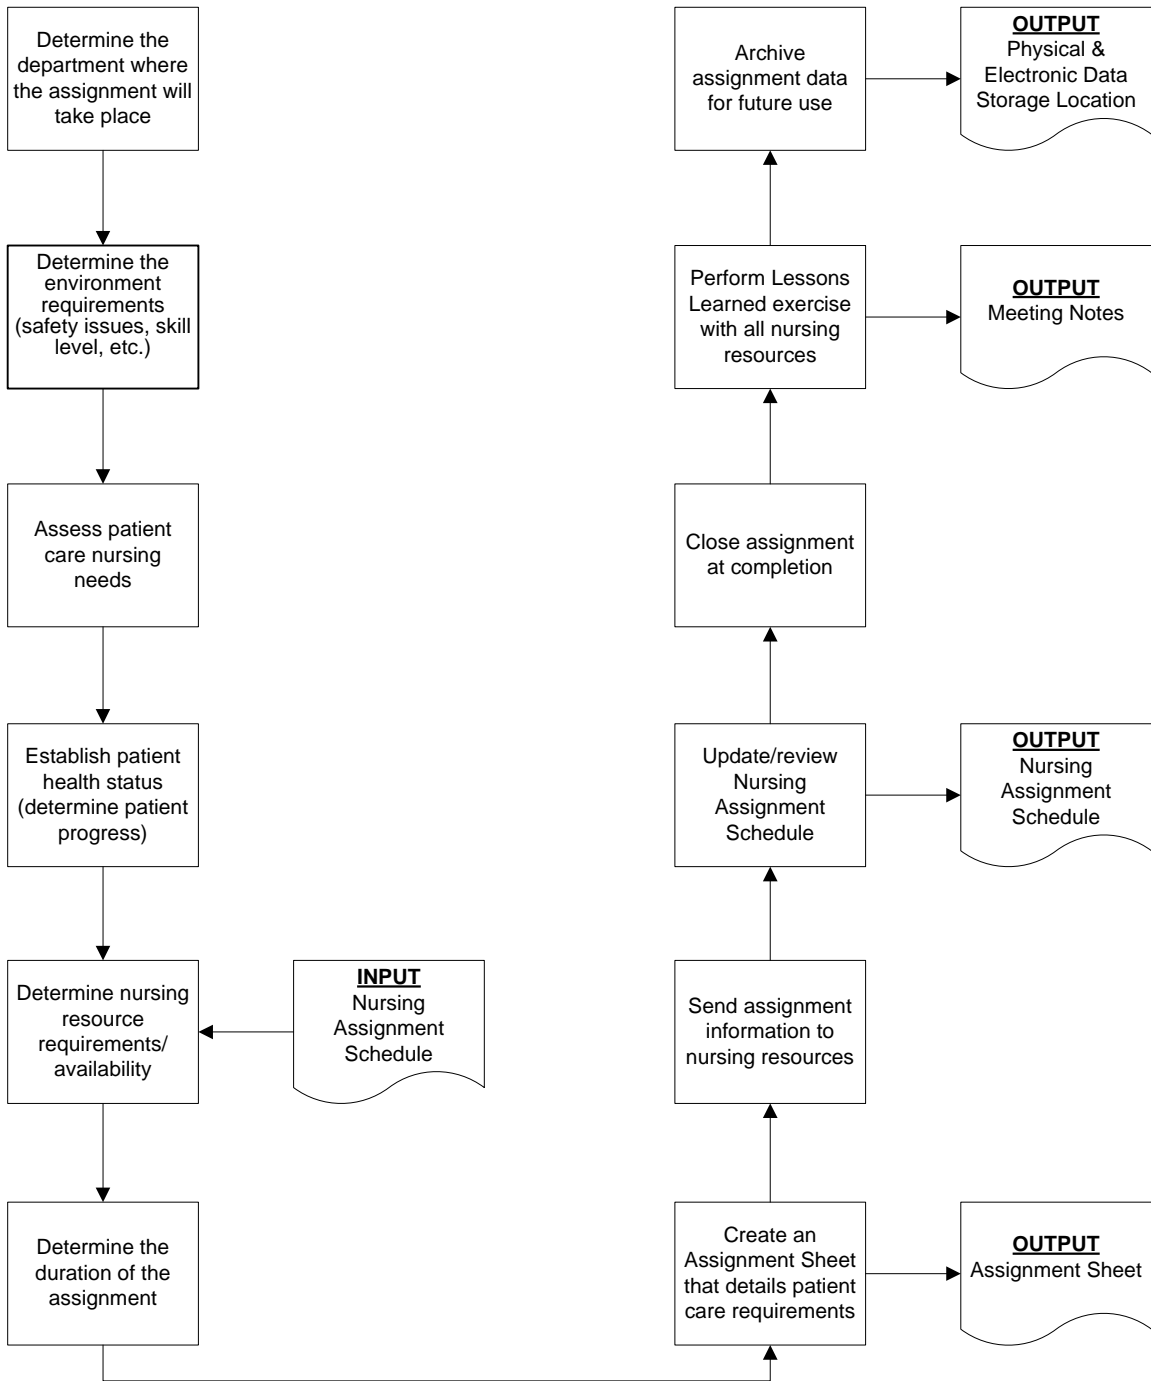 Determine the
department where
the assignment will
take place
Determine the
environment
requirements
(safety issues, skill
level, etc.)
Assess patient
care nursing
needs
Establish patient
health status
(determine patient
progress)
Determine nursing
resource
requirements/
availability
INPUT
Nursing
Assignment
Schedule
Determine the
duration of the
assignment
Create an
Assignment Sheet
that details patient
care requirements
OUTPUT
Assignment Sheet
Send assignment
information to
nursing resources
Update/review
Nursing
Assignment
Schedule
OUTPUT
Nursing
Assignment
Schedule
Close assignment
at completion
Perform Lessons
Learned exercise
with all nursing
resources
OUTPUT
Meeting Notes
Archive
assignment data
for future use
OUTPUT
Physical &
Electronic Data
Storage Location